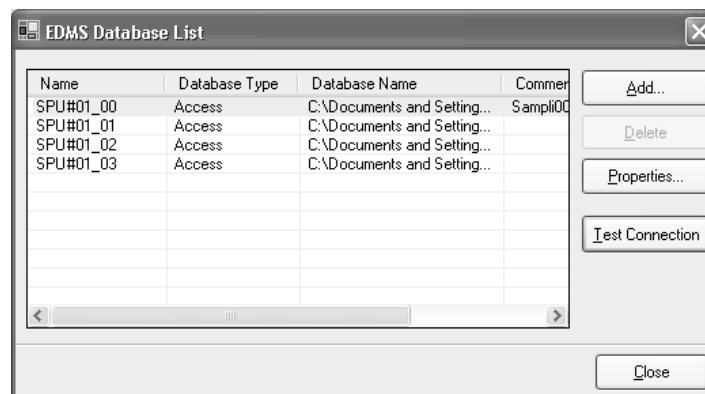 EDMS Database List
Name Database Type Database Name Commen
SPU#01_00 Access C:\Documents and Setting... Sampli00
SPU#01_01 Access C:\Documents and Setting...
SPU#01_02 Access C:\Documents and Setting...
SPU#01_03 Access C:\Documents and Setting...
Add...
Delete
Properties...
Test Connection
Close